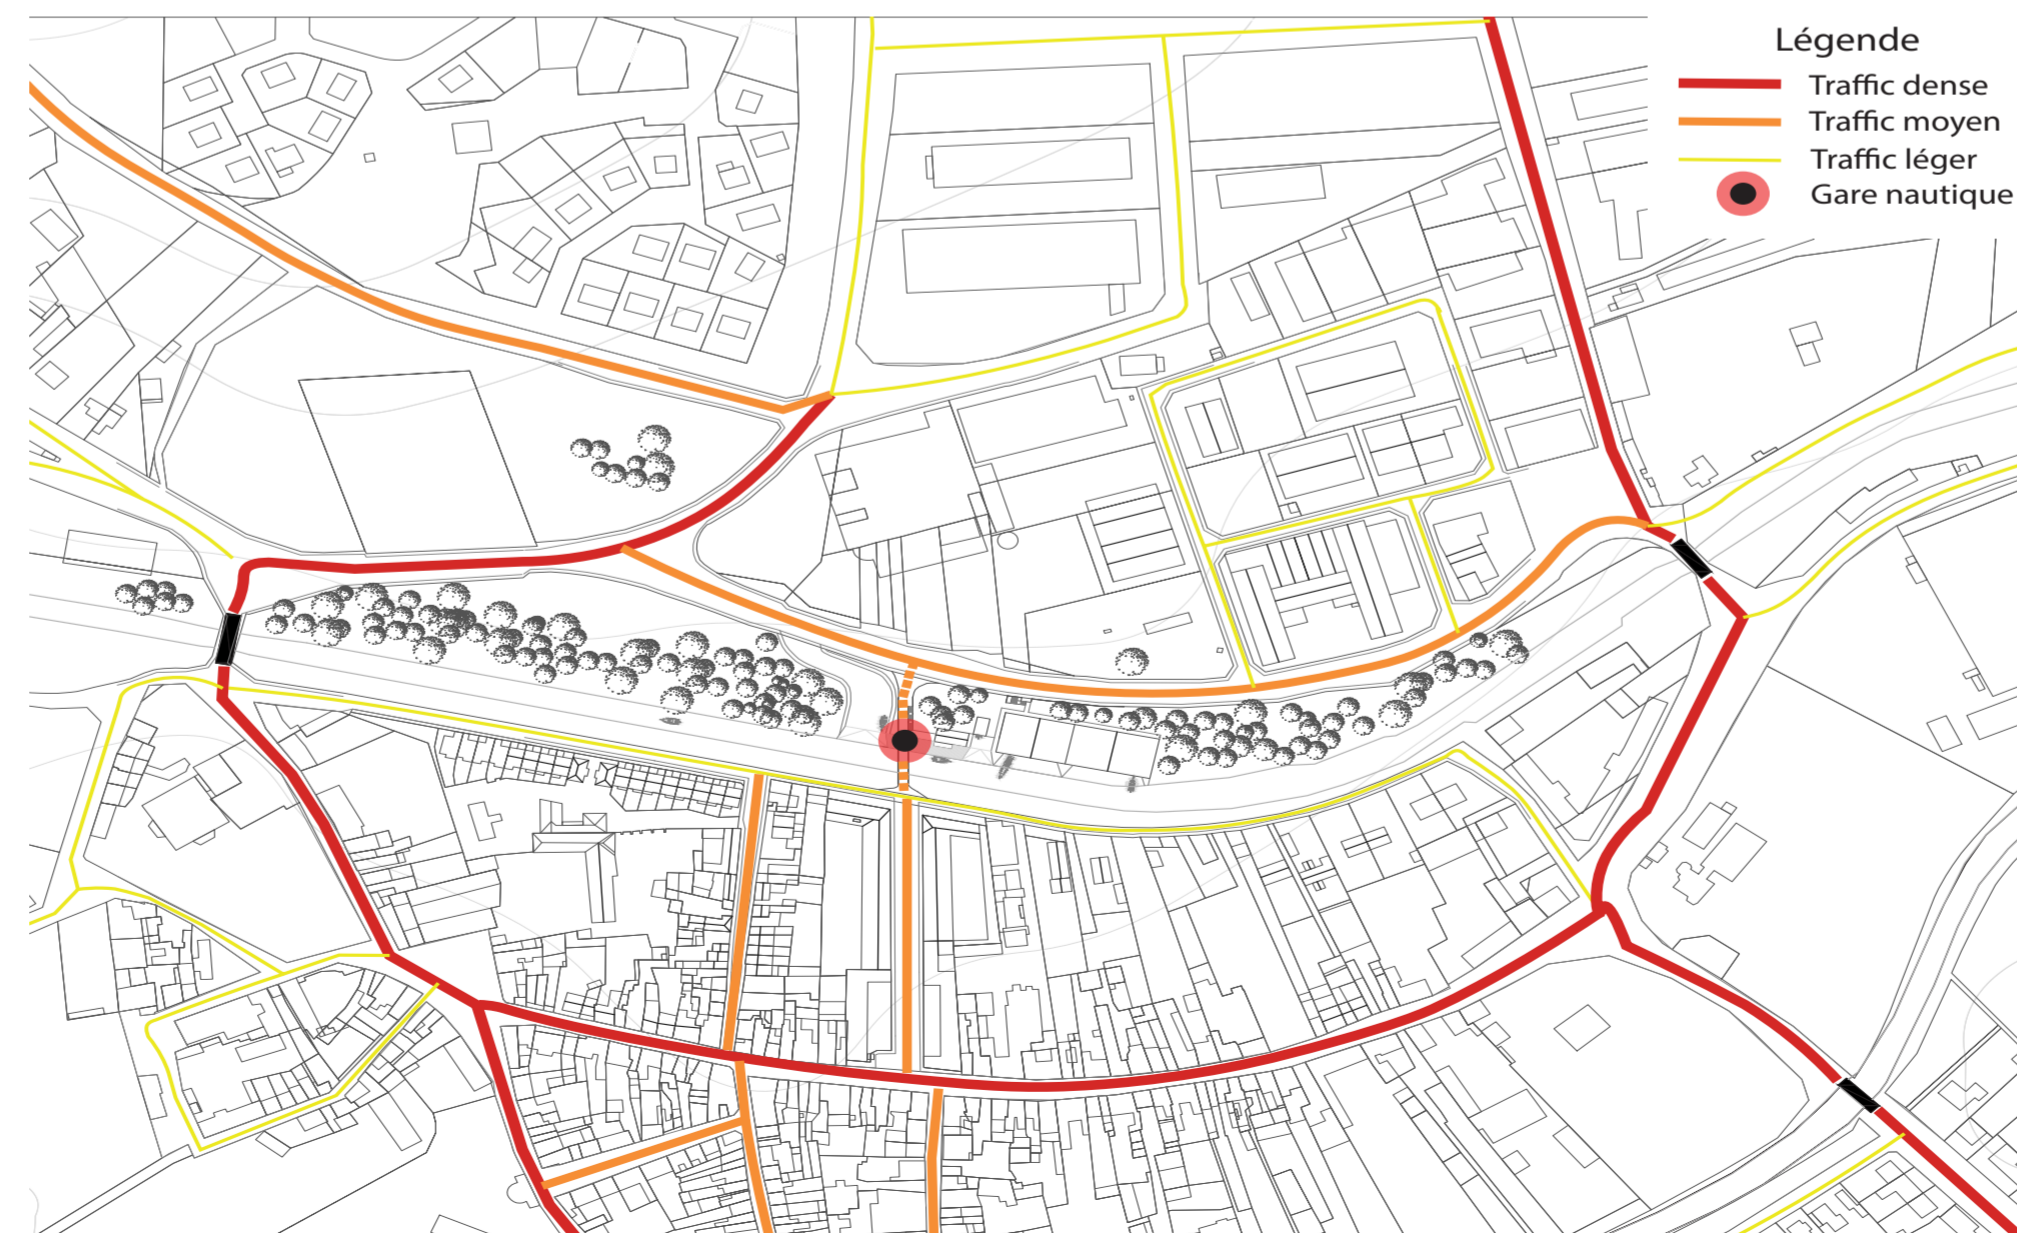 Légende
Traffic dense
Traffic moyen
Traffic léger
Gare nautique